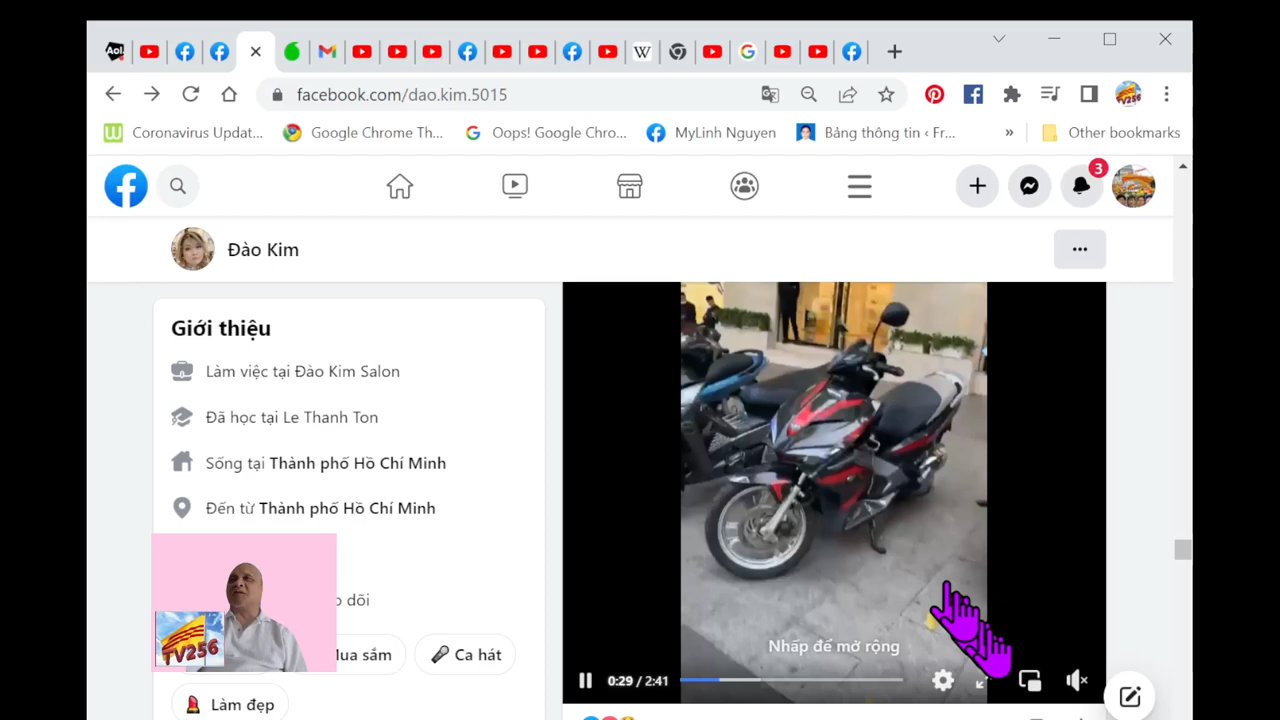 Aol.
W
G
facebook.com/dao.kim.5015
Coronavirus Updat...
Google Chrome Th...
Oops! Google Chro...
MyLinh Nguyen
Bảng thông tin ‹ Fr...
»
Other bookmarks
3
Đào Kim
Giới thiệu
Làm việc tại Đào Kim Salon
Đã học tại Le Thanh Ton
Sống tại Thành phố Hồ Chí Minh
Đến từ Thành phố Hồ Chí Minh
dõi
TV256
ua sắm
Ca hát
Làm đẹp
Nhấp để mở rộng
0:29 / 2:41